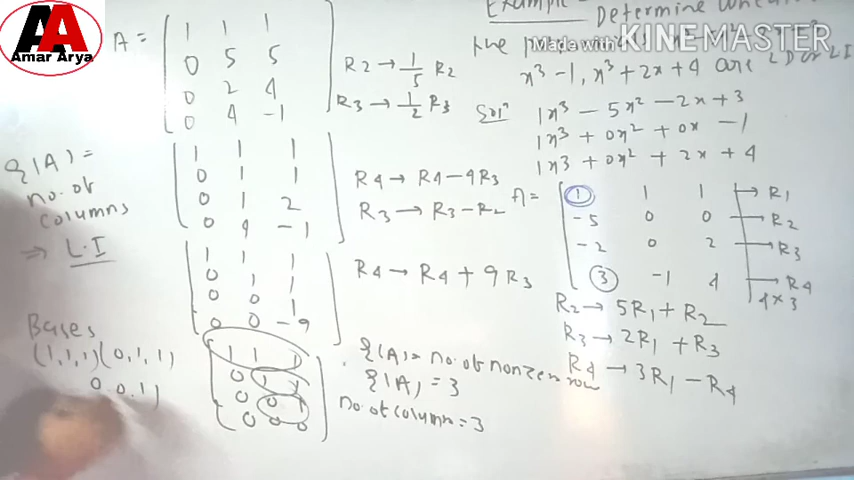 AA
Amar Arya
Made with KINEMASTER
Example Determine
the
x³ - 1, x³ + 2x + 4 are LD or LI
Solⁿ 1x³ - 5x² - 2x + 3
1x³ + 0x² + 0x - 1
1x3 + 0x² + 2x + 4
A = [ 1 1 1 → R1
-5 0 0 → R2
-2 0 2 → R3
3 -1 4 → R4
4×3
R2 → 5R1 + R2
R3 → 2R1 + R3
R4 → 3R1 - R4
A = [ 1 1 1
0 5 5
0 2 4
0 4 -1 ]
R2 → 1/5 R2
R3 → 1/2 R3
[ 1 1 1
0 1 1
0 1 2
0 4 -1 ]
R4 → R4 - 4R3
R3 → R3 - R2
[ 1 1 1
0 1 1
0 0 1
0 0 -9 ]
R4 → R4 + 9R3
[ 1 1 1
0 1 1
0 0 1
0 0 0 ]
ρ(A) = no. of nonzero row
ρ(A) = 3
no. of column = 3
ρ(A) =
no. of
columns
⇒ L.I
Bases
(1,1,1) (0,1,1)
0,0,1)